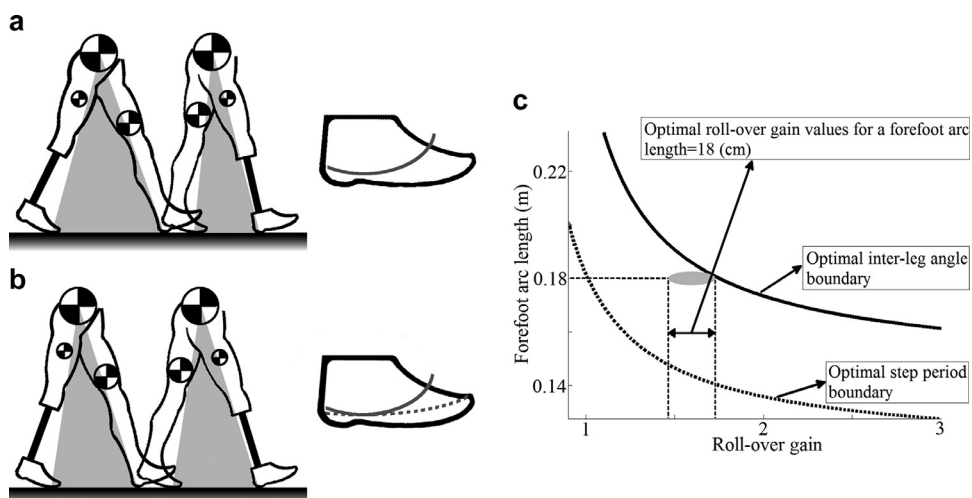 a
b
c
Optimal roll-over gain values for a forefoot arc
length=18 (cm)
Forefoot arc length (m)
0.22
0.18
0.14
Optimal inter-leg angle
boundary
Optimal step period
boundary
1
2
3
Roll-over gain